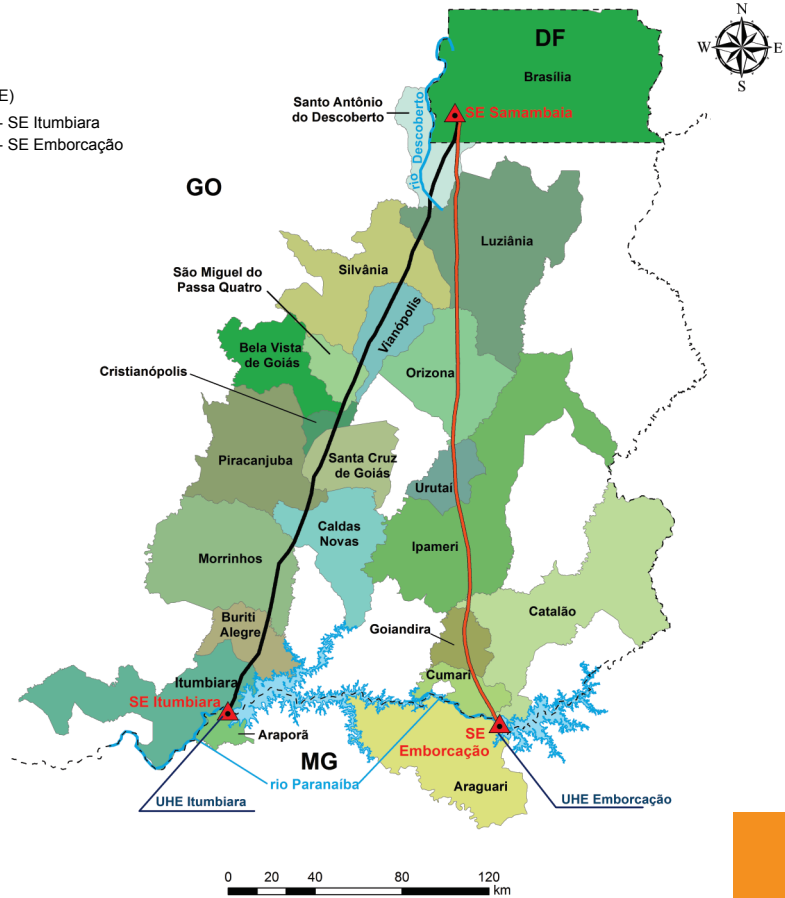 N
W
E
S
DF
Brasília
E)
- SE Itumbiara
- SE Emborcação
Santo Antônio
do Descoberto
SE Samambaia
rio Descoberto
GO
Luziânia
Silvânia
São Miguel do
Passa Quatro
Vianópolis
Bela Vista
de Goiás
Cristianópolis
Orizona
Piracanjuba
Santa Cruz
de Goiás
Urutai
Caldas
Novas
Ipameri
Morrinhos
Catalão
Buriti
Alegre
Goiandira
Cumari
Itumbiara
SE Itumbiara
Araporã
SE
Emborcação
MG
rio Paranaíba
Araguari
UHE Itumbiara
UHE Emborcação
0 20 40 80 120
km